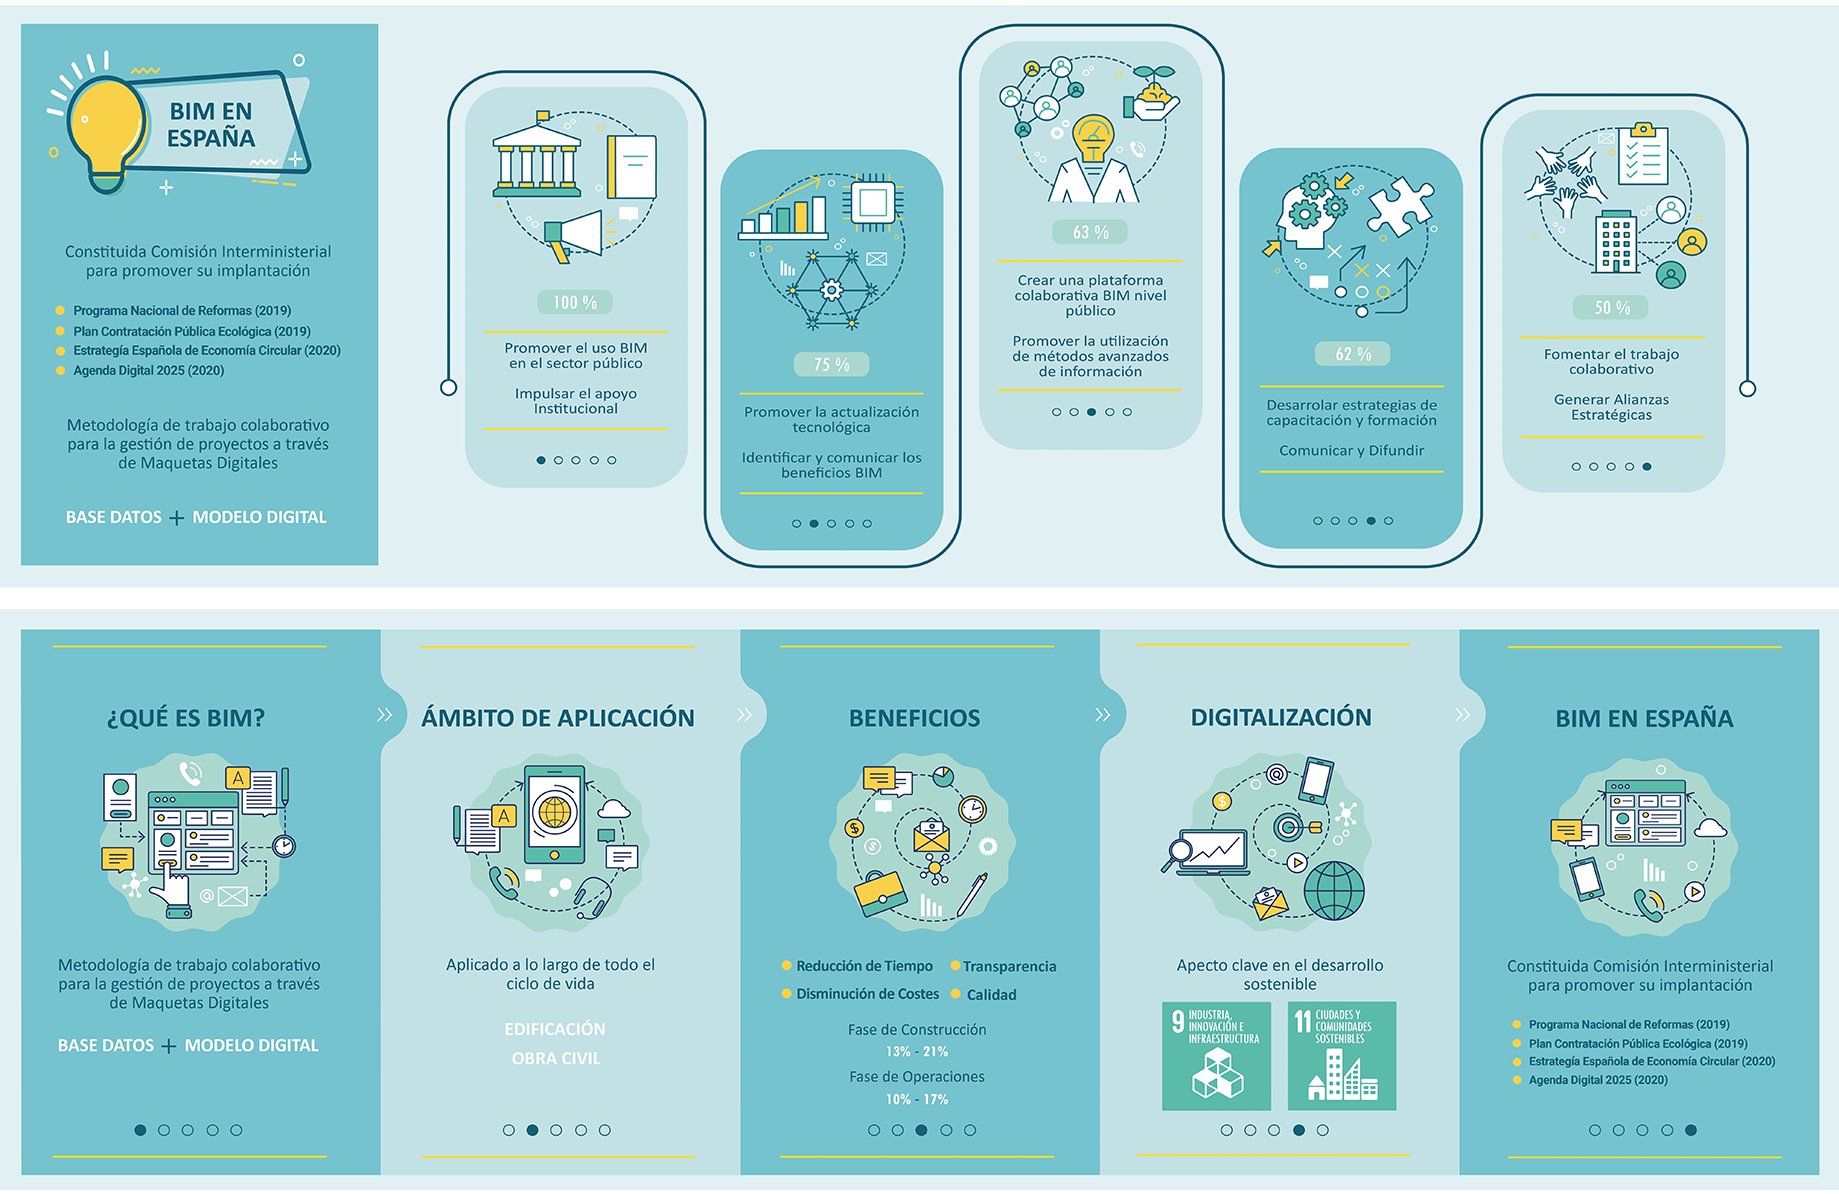 BIM EN
ESPAÑA
Constituida Comisión Interministerial
para promover su implantación
Programa Nacional de Reformas (2019)
Plan Contratación Pública Ecológica (2019)
Estrategía Española de Economía Circular (2020)
Agenda Digital 2025 (2020)
Metodología de trabajo colaborativo
para la gestión de proyectos a través
de Maquetas Digitales
BASE DATOS + MODELO DIGITAL
100 %
Promover el uso BIM
en el sector público
Impulsar el apoyo
Institucional
75 %
Promover la actualización
tecnológica
Identificar y comunicar los
beneficios BIM
63 %
Crear una plataforma
colaborativa BIM nivel
público
Promover la utilización
de métodos avanzados
de información
62 %
Desarrolar estrategias de
capacitación y formación
Comunicar y Difundir
50 %
Fomentar el trabajo
colaborativo
Generar Alianzas
Estratégicas
¿QUÉ ES BIM?
A
@
Metodología de trabajo colaborativo
para la gestión de proyectos a través
de Maquetas Digitales
BASE DATOS + MODELO DIGITAL
ÁMBITO DE APLICACIÓN
A
Aplicado a lo largo de todo el
ciclo de vida
EDIFICACIÓN
OBRA CIVIL
BENEFICIOS
$
$
Reducción de Tiempo
Transparencia
Disminución de Costes
Calidad
Fase de Construcción
13% - 21%
Fase de Operaciones
10% - 17%
DIGITALIZACIÓN
@
$
Apecto clave en el desarrollo
sostenible
9 INDUSTRIA,
INNOVACIÓN E
INFRAESTRUCTURA
11 CIUDADES Y
COMUNIDADES
SOSTENIBLES
BIM EN ESPAÑA
Constituida Comisión Interministerial
para promover su implantación
Programa Nacional de Reformas (2019)
Plan Contratación Pública Ecológica (2019)
Estrategía Española de Economía Circular (2020)
Agenda Digital 2025 (2020)